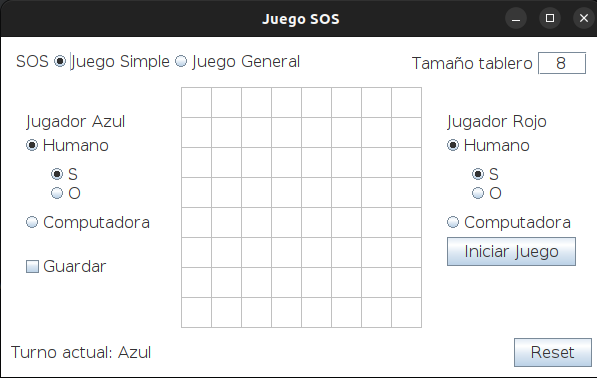 Juego SOS
SOS Juego Simple Juego General
Tamaño tablero 8
Jugador Azul
Humano
S
O
Computadora
Guardar
Jugador Rojo
Humano
S
O
Computadora
Iniciar Juego
Turno actual: Azul
Reset